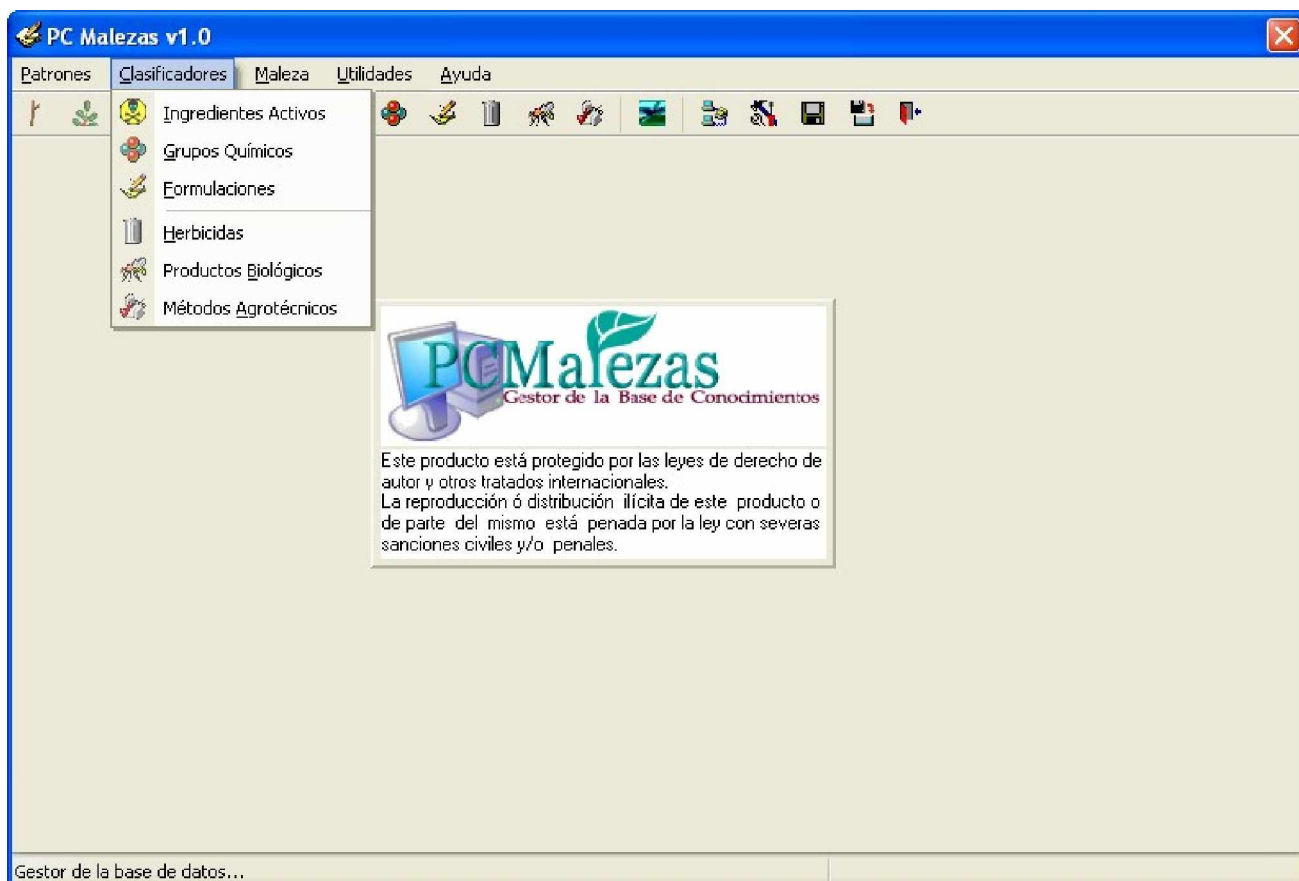 PC Malezas v1.0
Patrones Clasificadores Maleza Utilidades Ayuda
Ingredientes Activos
Grupos Químicos
Formulaciones
Herbicidas
Productos Biológicos
Métodos Agrotécnicos
PCMalezas
Gestor de la Base de Conocimientos
Este producto está protegido por las leyes de derecho de
autor y otros tratados internacionales.
La reproducción ó distribución ilícita de este producto o
de parte del mismo está penada por la ley con severas
sanciones civiles y/o penales.
Gestor de la base de datos...